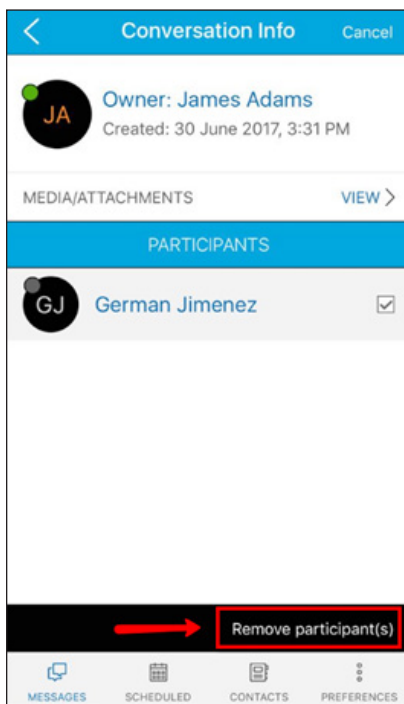 Conversation Info Cancel
JA
Owner: James Adams
Created: 30 June 2017, 3:31 PM
MEDIA/ATTACHMENTS VIEW
PARTICIPANTS
GJ German Jimenez
Remove participant(s)
MESSAGES SCHEDULED CONTACTS PREFERENCES